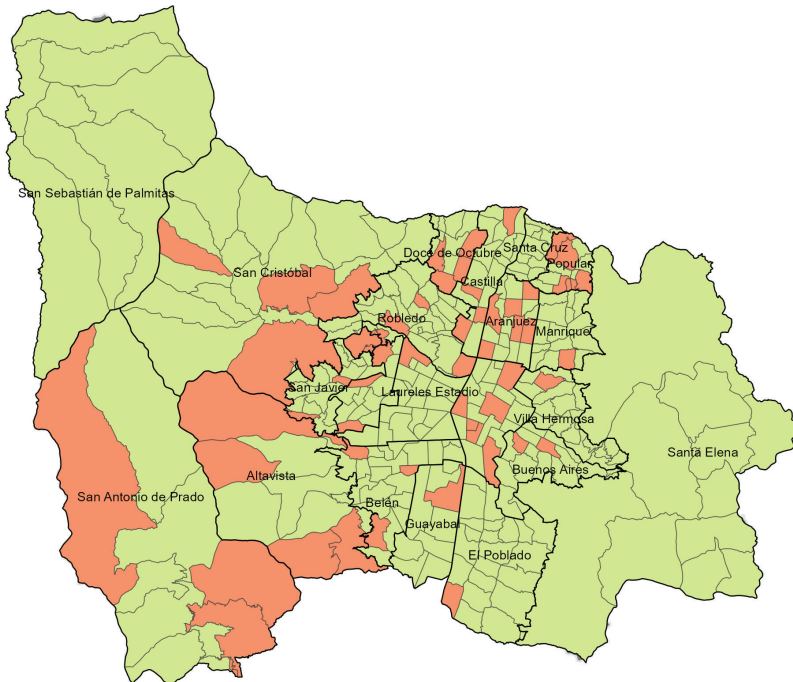 San Sebastián de Palmitas
San Cristóbal
Doce de Octubre
Santa Cruz
Popular
Castilla
Robledo
Aranjuez
Manrique
San Javier
Laureles Estadio
Villa Hermosa
Santa Elena
Buenos Aires
Altavista
San Antonio de Prado
Belén
Guayabal
El Poblado